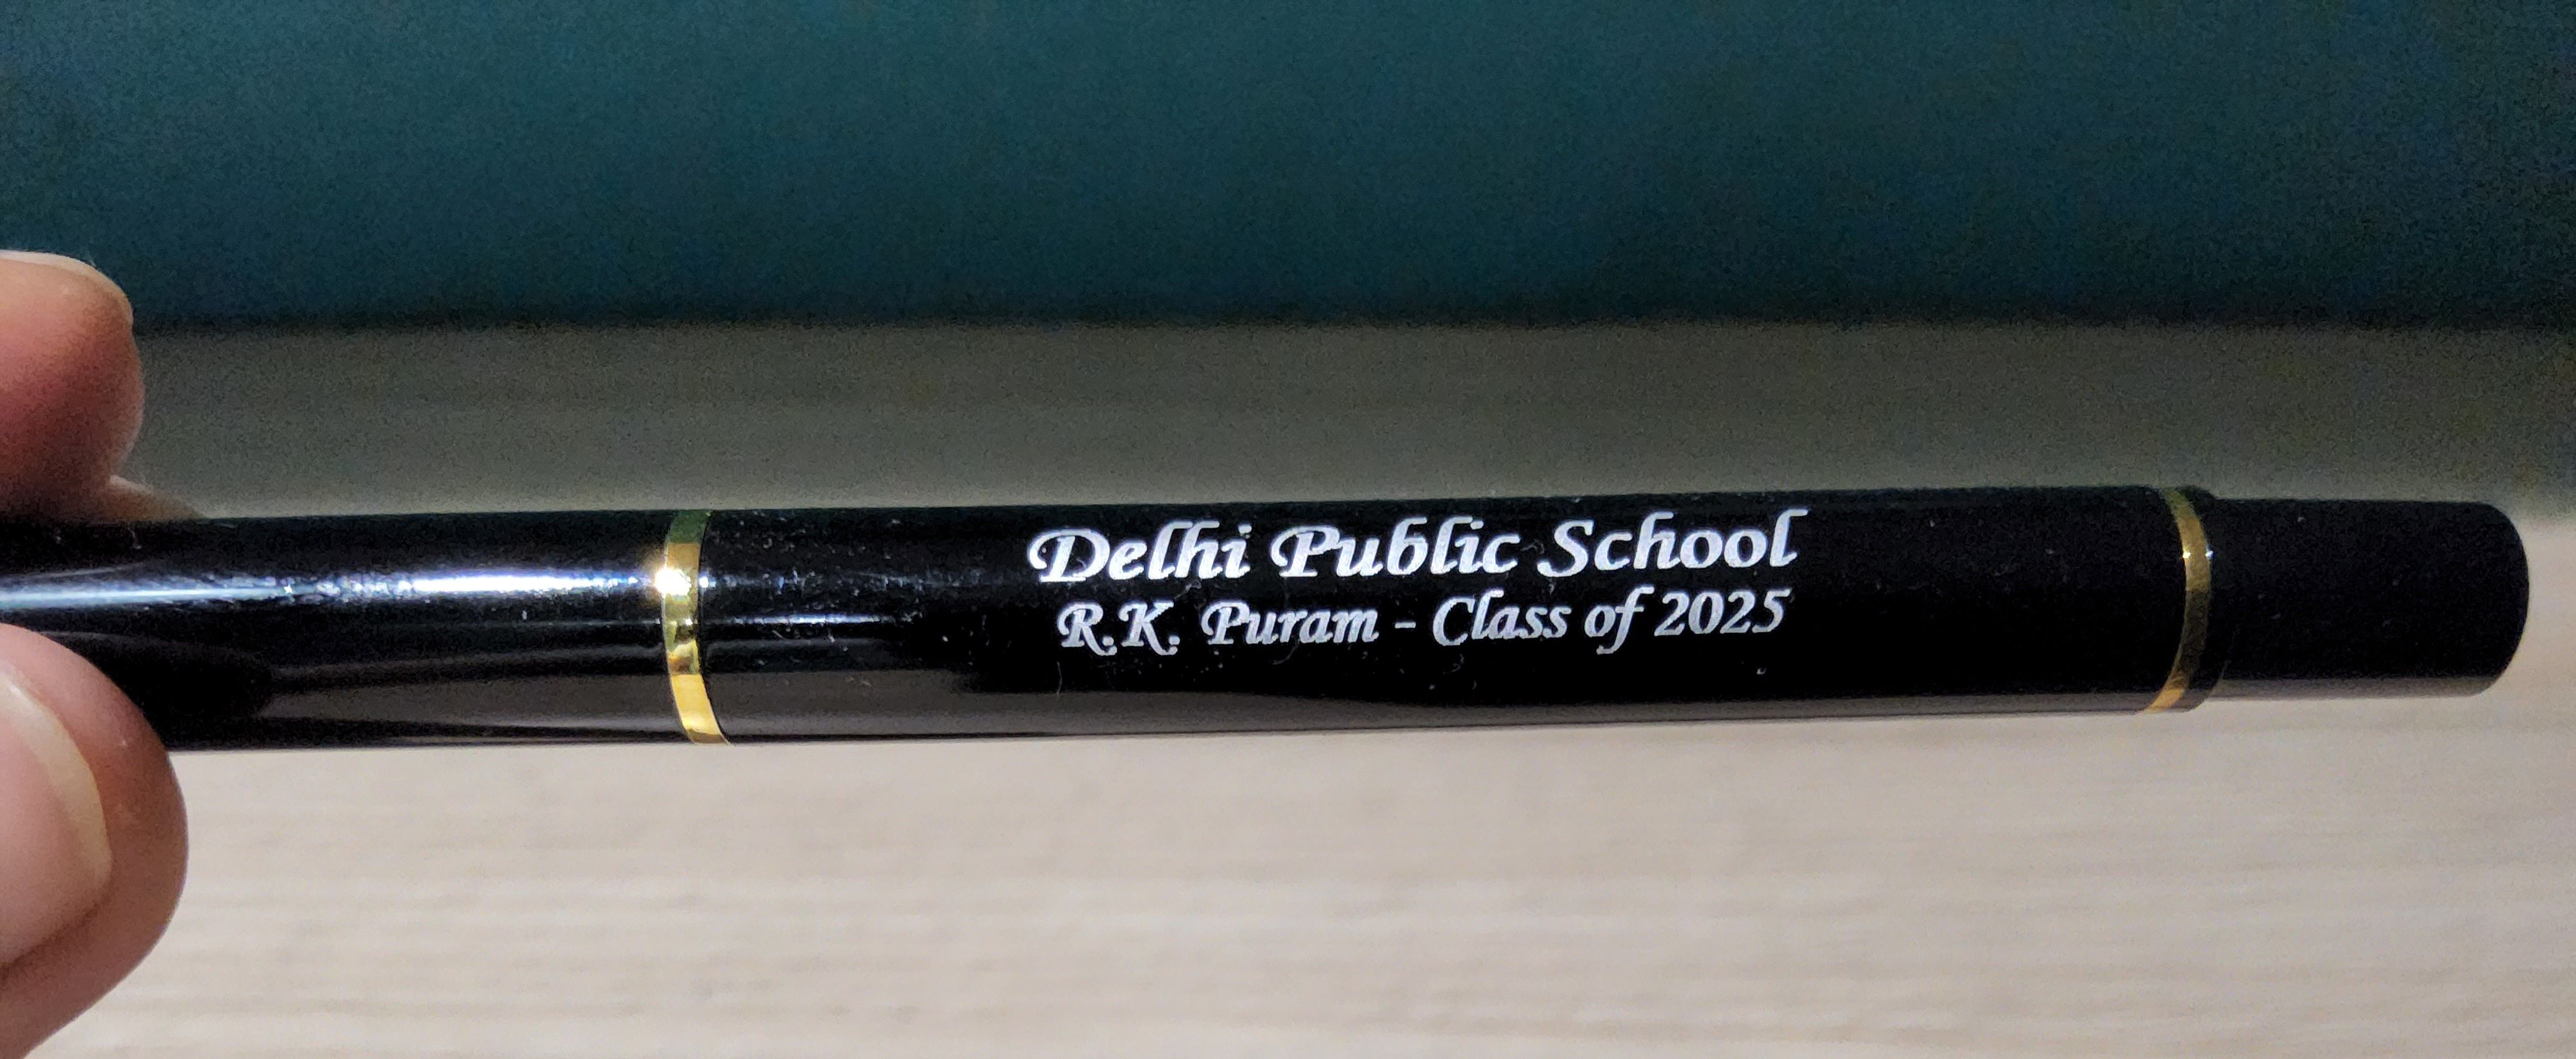 Delhi Public School
R.K. Puram - Class of 2025